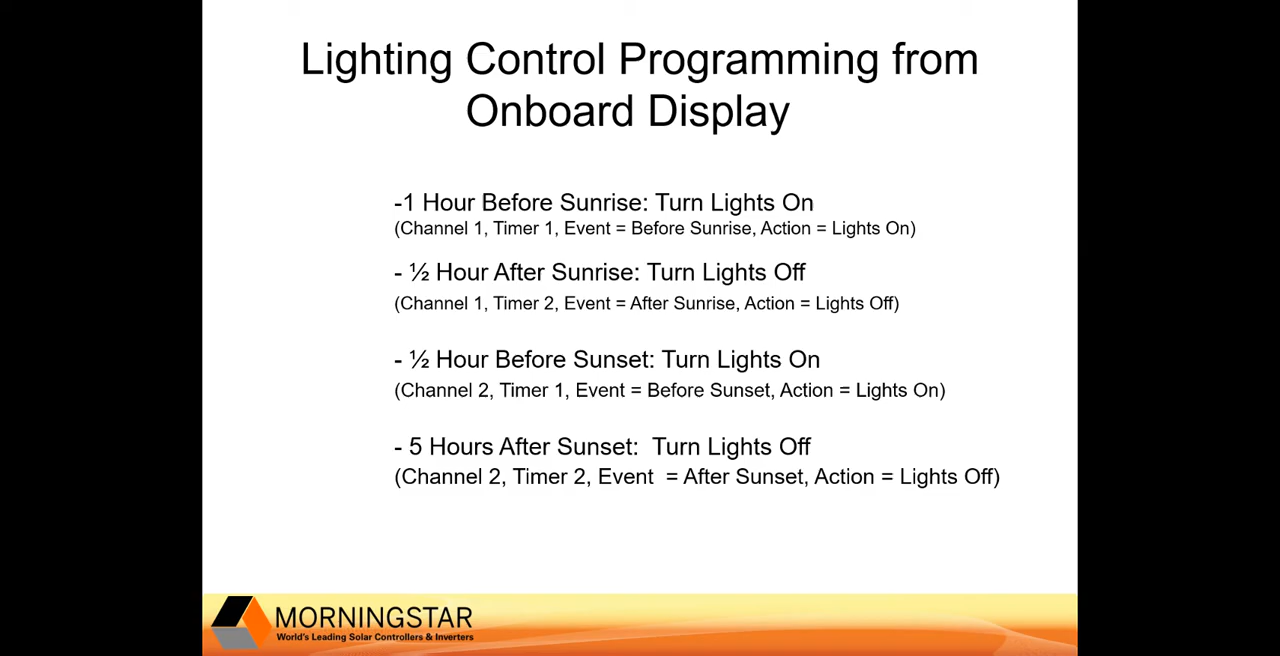 Lighting Control Programming from
Onboard Display
-1 Hour Before Sunrise: Turn Lights On
(Channel 1, Timer 1, Event = Before Sunrise, Action = Lights On)
- ½ Hour After Sunrise: Turn Lights Off
(Channel 1, Timer 2, Event = After Sunrise, Action = Lights Off)
- ½ Hour Before Sunset: Turn Lights On
(Channel 2, Timer 1, Event = Before Sunset, Action = Lights On)
- 5 Hours After Sunset:  Turn Lights Off
(Channel 2, Timer 2, Event  = After Sunset, Action = Lights Off)
MORNINGSTAR
World's Leading Solar Controllers & Inverters